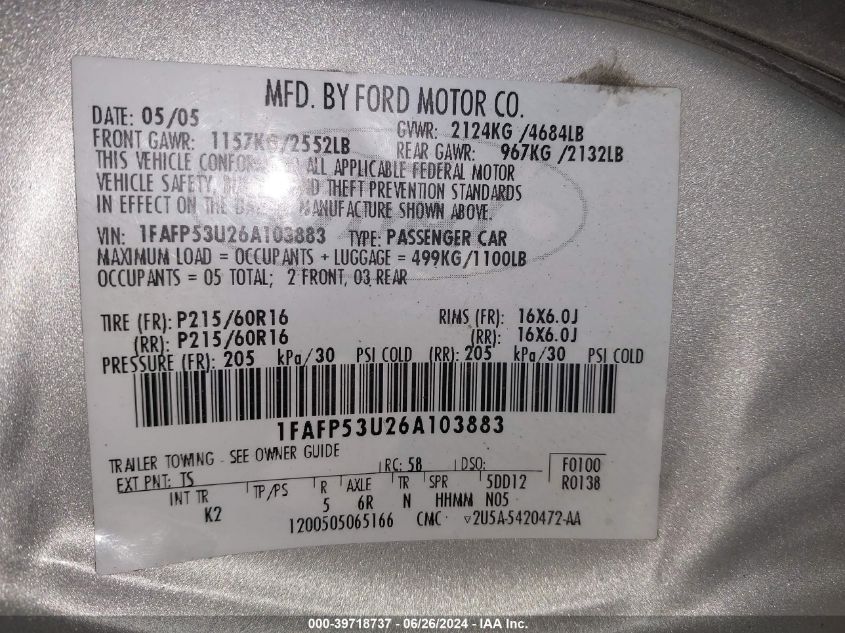 MFD. BY FORD MOTOR CO.
DATE: 05/05 GVWR: 2124KG /4684LB
FRONT GAWR: 1157KG/2552LB REAR GAWR: 967KG /2132LB
THIS VEHICLE TO ALL APPLICABLE FEDERAL MOTOR
VEHICLE SAFETY, THEFT PREVENTION STANDARDS
IN EFFECT ON THE MANUFACTURE SHOWN ABOVE.
VIN: 1FAFP53U26A103883 TYPE: PASSENGER CAR
MAXIMUM LOAD = OCCUPANTS + LUGGAGE = 499KG/1100LB
OCCUPANTS = 05 TOTAL; 2 FRONT, 03 REAR
TIRE (FR): P215/60R16 RIMS (FR): 16X6.0J
(RR): P215/60R16 (RR): 16X6.0J
PRESSURE (FR): 205 kPa/30 PSI COLD (RR): 205 kPa/30 PSI COLD
1FAFP53U26A103883
TRAILER TOWING - SEE OWNER GUIDE
EXT PNT: TS RC: 58 DSO: F0100
INT TR TP/PS R AXLE TR SPR 5DD12 R0138
K2 5 6R N HHMM N05
1200505065166 CMC ▿2U5A-5420472-AA
000-39718737 - 06/26/2024 - IAA Inc.